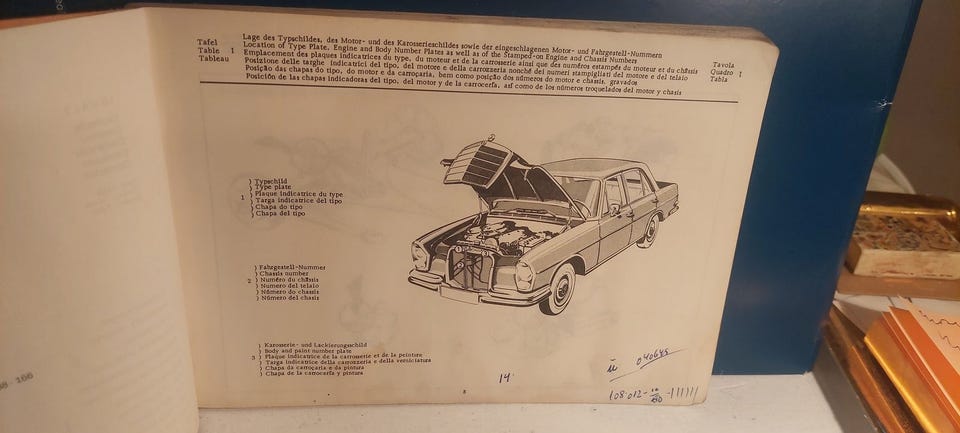 Tafel
Table 1
Tableau
Lage des Typschildes, des Motor- und des Karosserieschildes sowie der eingeschlagenen Motor- und Fahrgestell-Nummern
Location of Type Plate, Engine and Body Number Plates as well as of the Stamped-on Engine and Chassis Numbers
Emplacement des plaques indicatrices du type, du moteur et de la carrosserie ainsi que des numéros estampés du moteur et du châssis
Posizione delle targhe indicatrici del tipo, del motore e della carrozzeria nonché dei numeri stampigliati del motore e del telaio
Posição das chapas do tipo, do motor e da carroçaria, bem como posição dos números do motor e chassis, gravados
Posición de las chapas indicadoras del tipo, del motor y de la carrocería, así como de los números troquelados del motor y chasis
Tavola
Quadro 1
Tabla
2
1
) Typschild
) Type plate
) Plaque indicatrice du type
) Targa indicatrice del tipo
) Chapa do tipo
) Chapa del tipo
2
) Fahrgestell-Nummer
) Chassis number
) Numéro du châssis
) Numero del telaio
) Número do chassis
) Número del chasis
3
) Karosserie- und Lackierungsschild
) Body and paint number plate
) Plaque indicatrice de la carrosserie et de la peinture
) Targa indicatrice della carrozzeria e della verniciatura
) Chapa da carroçaria e da pintura
) Chapa de la carrocería y pintura
14
8
040645
108.012-
166